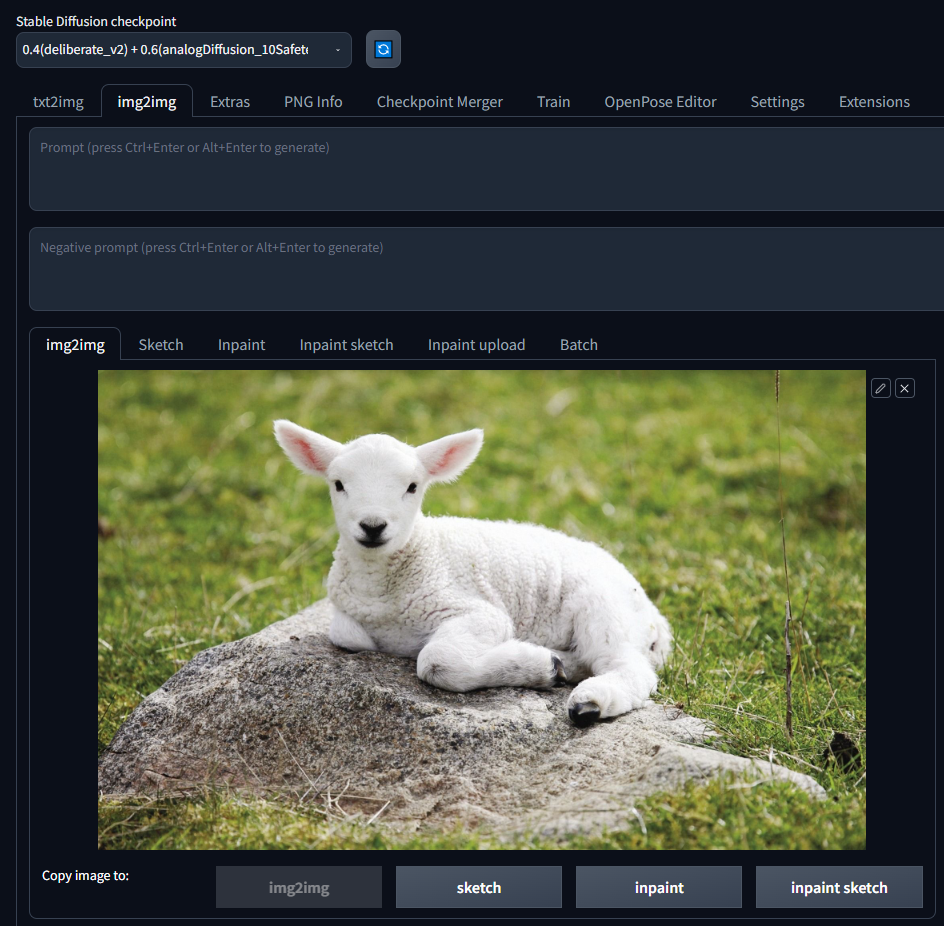 Stable Diffusion checkpoint
0.4(deliberate_v2) + 0.6(analogDiffusion_10Safet
txt2img img2img Extras PNG Info Checkpoint Merger Train OpenPose Editor Settings Extensions
Prompt (press Ctrl+Enter or Alt+Enter to generate)
Negative prompt (press Ctrl+Enter or Alt+Enter to generate)
img2img Sketch Inpaint Inpaint sketch Inpaint upload Batch
Copy image to: img2img sketch inpaint inpaint sketch